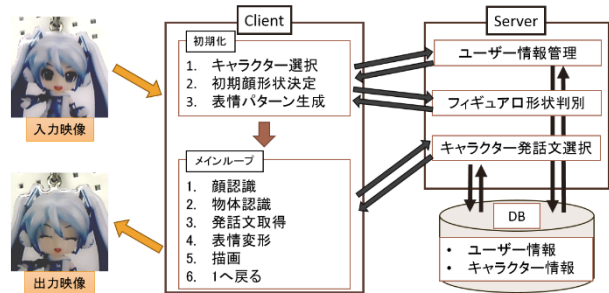 入力映像
出力映像
Client
初期化
1. キャラクター選択
2. 初期顔形状決定
3. 表情パターン生成
メインループ
1. 顔認識
2. 物体認識
3. 発話文取得
4. 表情変形
5. 描画
6. 1へ戻る
Server
ユーザー情報管理
フィギュアロ形状判別
キャラクター発話文選択
DB
• ユーザー情報
• キャラクター情報